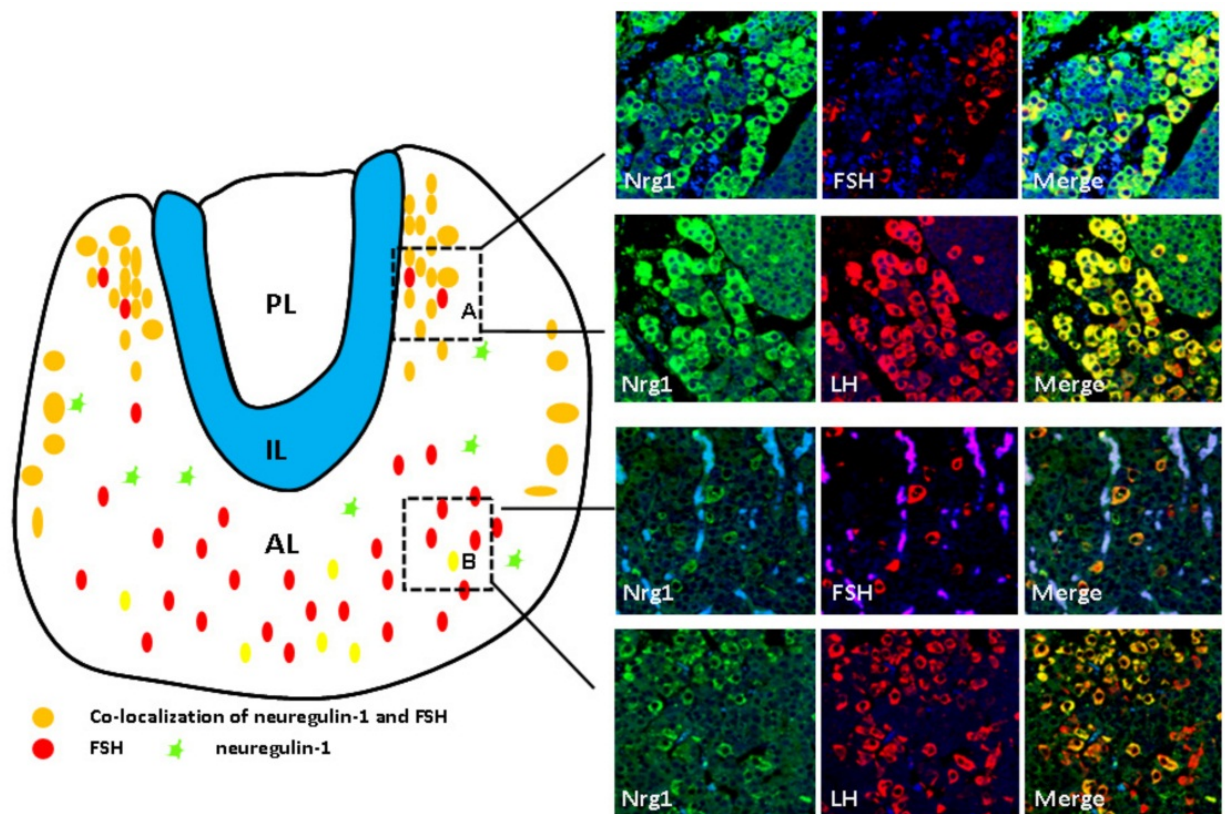 Nrg1
FSH
Merge
PL
A
Nrg1
LH
Merge
IL
AL
B
Nrg1
FSH
Merge
Co-localization of neuregulin-1 and FSH
FSH
neuregulin-1
Nrg1
LH
Merge